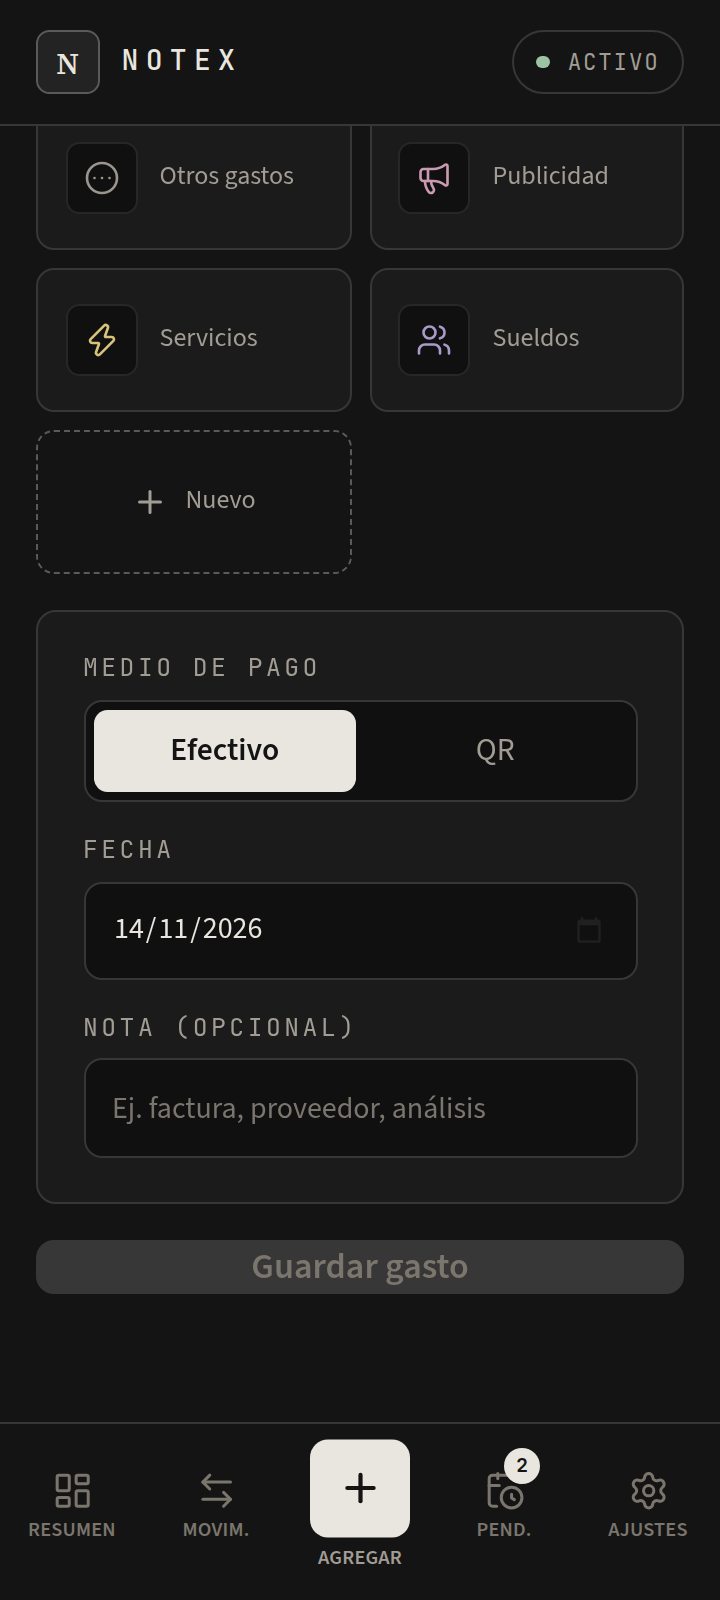 N NOTEX ACTIVO
Otros gastos Publicidad
Servicios Sueldos
Nuevo
MEDIO DE PAGO
Efectivo QR
FECHA
14/11/2026
NOTA (OPCIONAL)
Ej. factura, proveedor, análisis
Guardar gasto
2
RESUMEN MOVIM. PEND. AJUSTES
AGREGAR